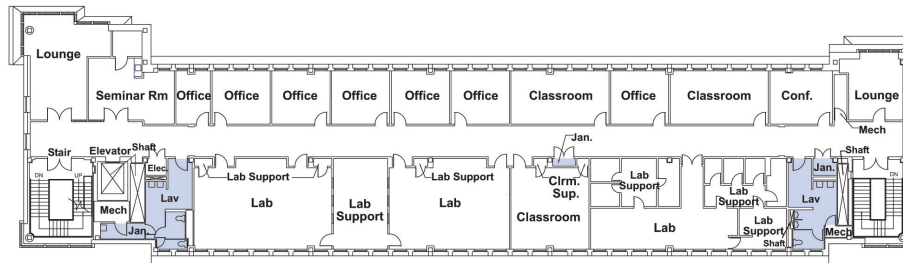 Lounge
Seminar Rm
Office
Office
Office
Office
Office
Office
Classroom
Office
Classroom
Conf.
Lounge
Mech
Jan.
Stair
Elevator
Shaft
Elec.
Lab Support
Lab Support
Clrm.
Sup.
Lab
Support
Lab
Support
Jan.
Shaft
DN
UP
DN
Mech
Lav
Jan.
Lab
Lab
Support
Lab
Classroom
Lab
Lab
Support
Shaft
Lav
Mech